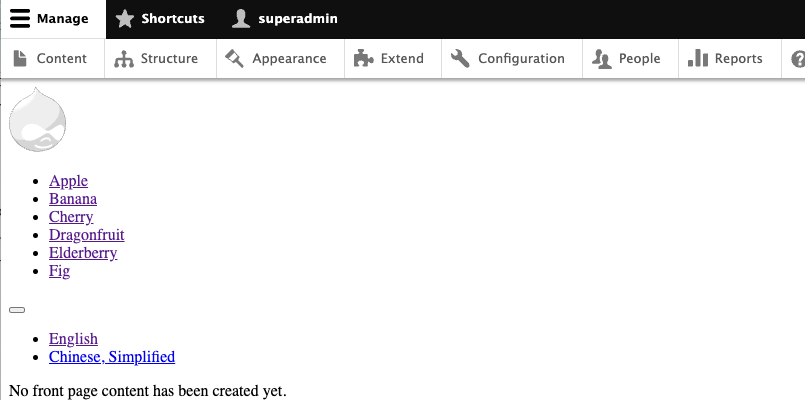 Manage Shortcuts superadmin
Content Structure Appearance Extend Configuration People Reports
Apple
Banana
Cherry
Dragonfruit
Elderberry
Fig
English
Chinese, Simplified
No front page content has been created yet.